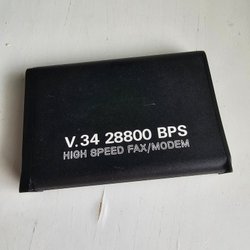 V.34 28800 BPS
HIGH SPEED FAX/MODEM